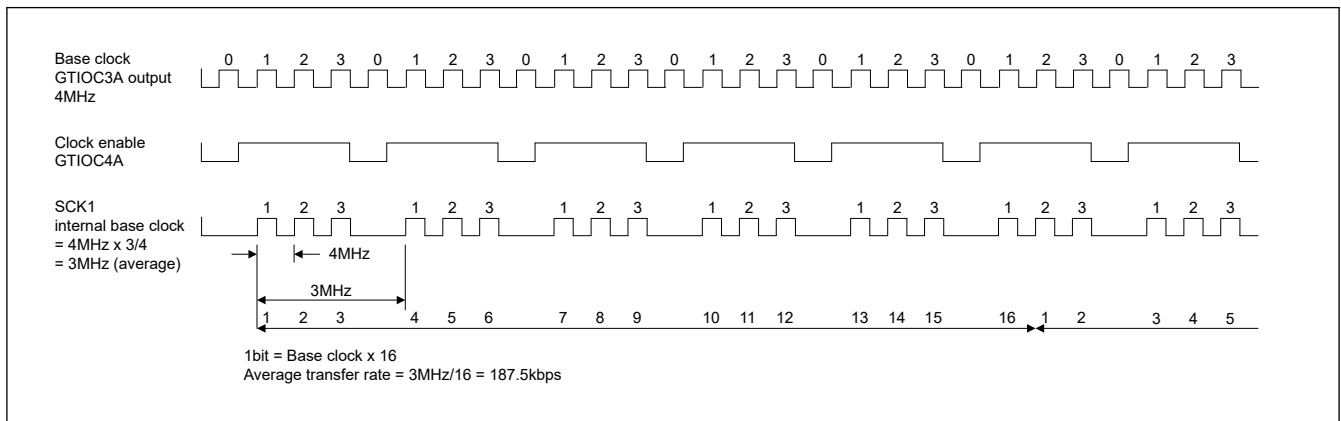 Base clock
GTIOC3A output
4MHz
0 1 2 3 0 1 2 3 0 1 2 3 0 1 2 3 0 1 2 3 0 1 2 3 0 1 2 3
Clock enable
GTIOC4A
SCK1
internal base clock
= 4MHz x 3/4
= 3MHz (average)
1 2 3 1 2 3 1 2 3 1 2 3 1 2 3 1 2 3 1 2 3
4MHz
3MHz
1 2 3 4 5 6 7 8 9 10 11 12 13 14 15 16 1 2 3 4 5
1bit = Base clock x 16
Average transfer rate = 3MHz/16 = 187.5kbps